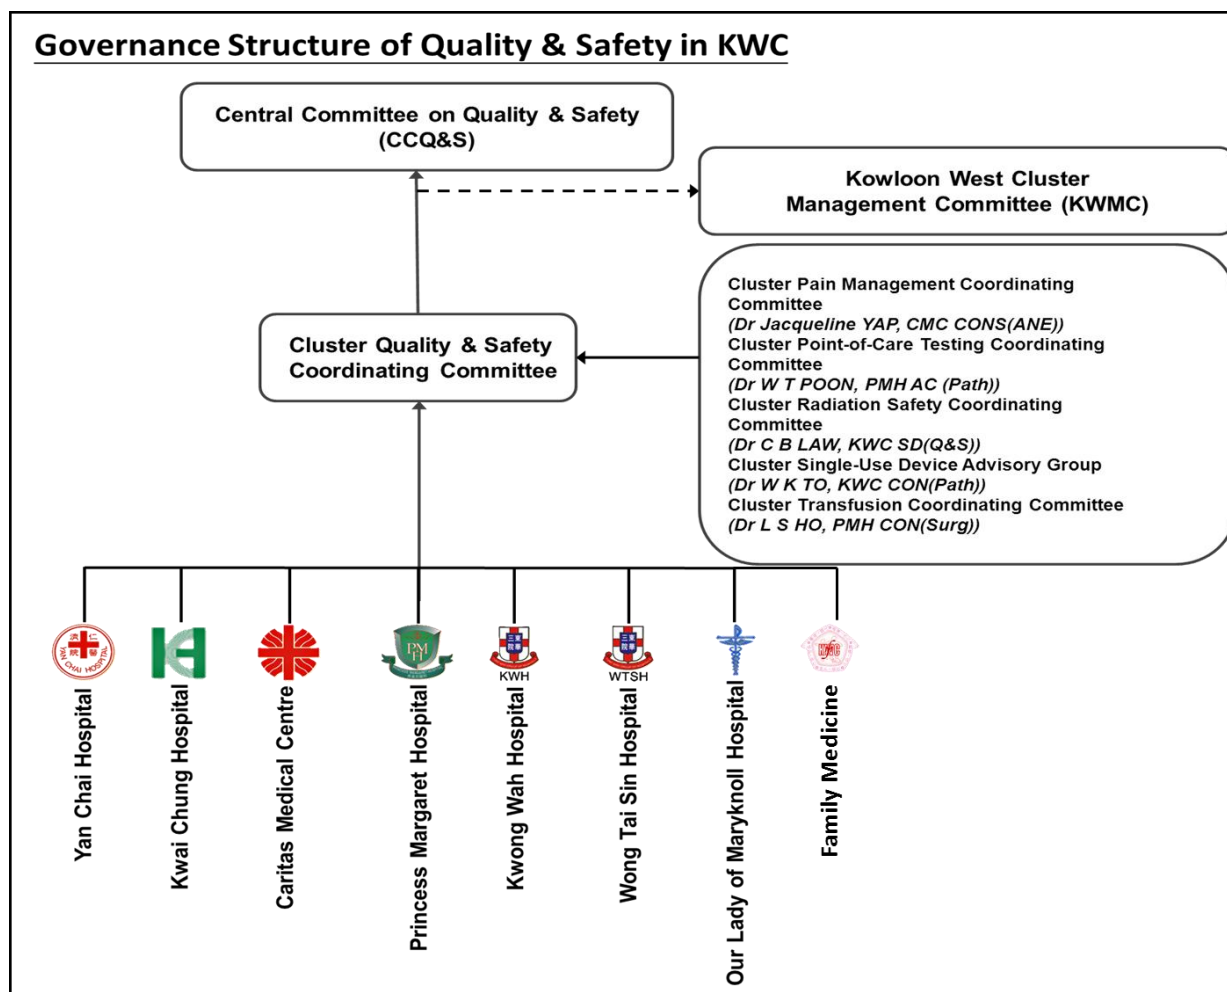 Governance Structure of Quality & Safety in KWC
Central Committee on Quality & Safety
(CCQ&S)
Kowloon West Cluster
Management Committee (KWMC)
Cluster Pain Management Coordinating
Committee
(Dr Jacqueline YAP, CMC CONS(ANE))
Cluster Point-of-Care Testing Coordinating
Committee
(Dr W T POON, PMH AC (Path))
Cluster Radiation Safety Coordinating
Committee
(Dr C B LAW, KWC SD(Q&S))
Cluster Single-Use Device Advisory Group
(Dr W K TO, KWC CON(Path))
Cluster Transfusion Coordinating Committee
(Dr L S HO, PMH CON(Surg))
Cluster Quality & Safety
Coordinating Committee
YAN CHAI HOSPITAL
PMH
KWH
WTSH
Yan Chai Hospital
Kwai Chung Hospital
Caritas Medical Centre
Princess Margaret Hospital
Kwong Wah Hospital
Wong Tai Sin Hospital
Our Lady of Maryknoll Hospital
Family Medicine